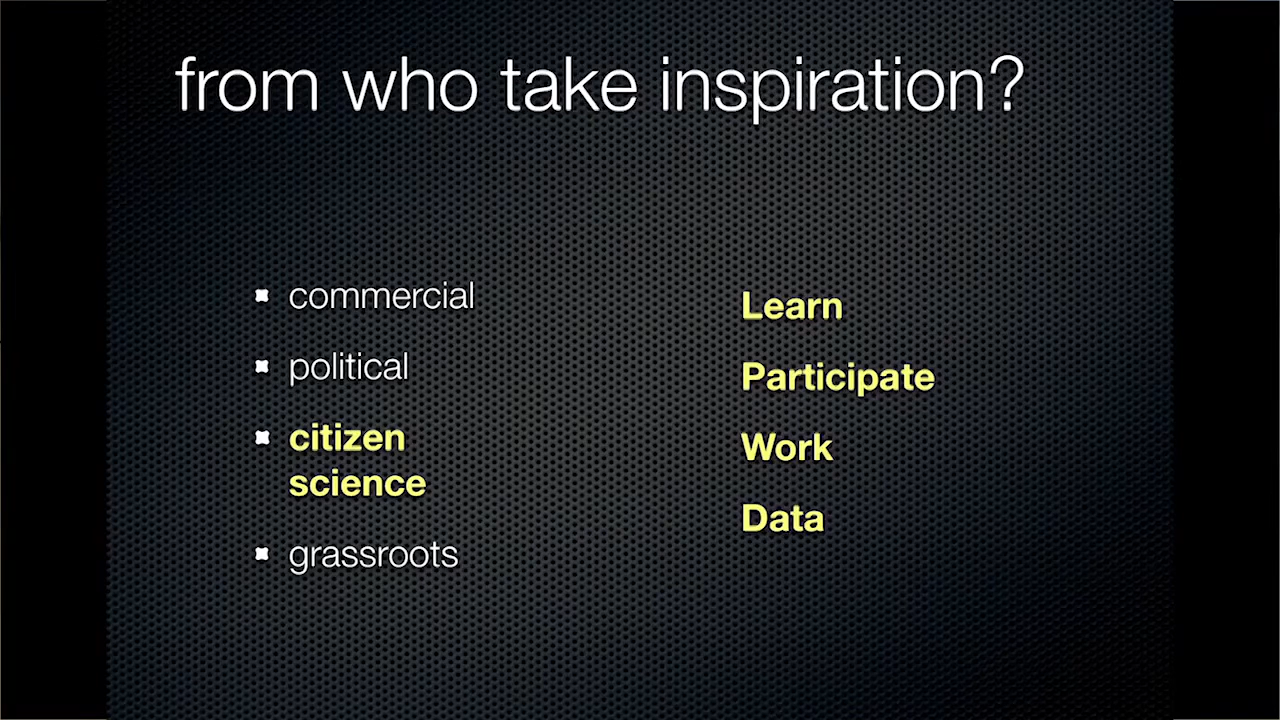 from who take inspiration?
commercial
political
citizen
science
grassroots
Learn
Participate
Work
Data